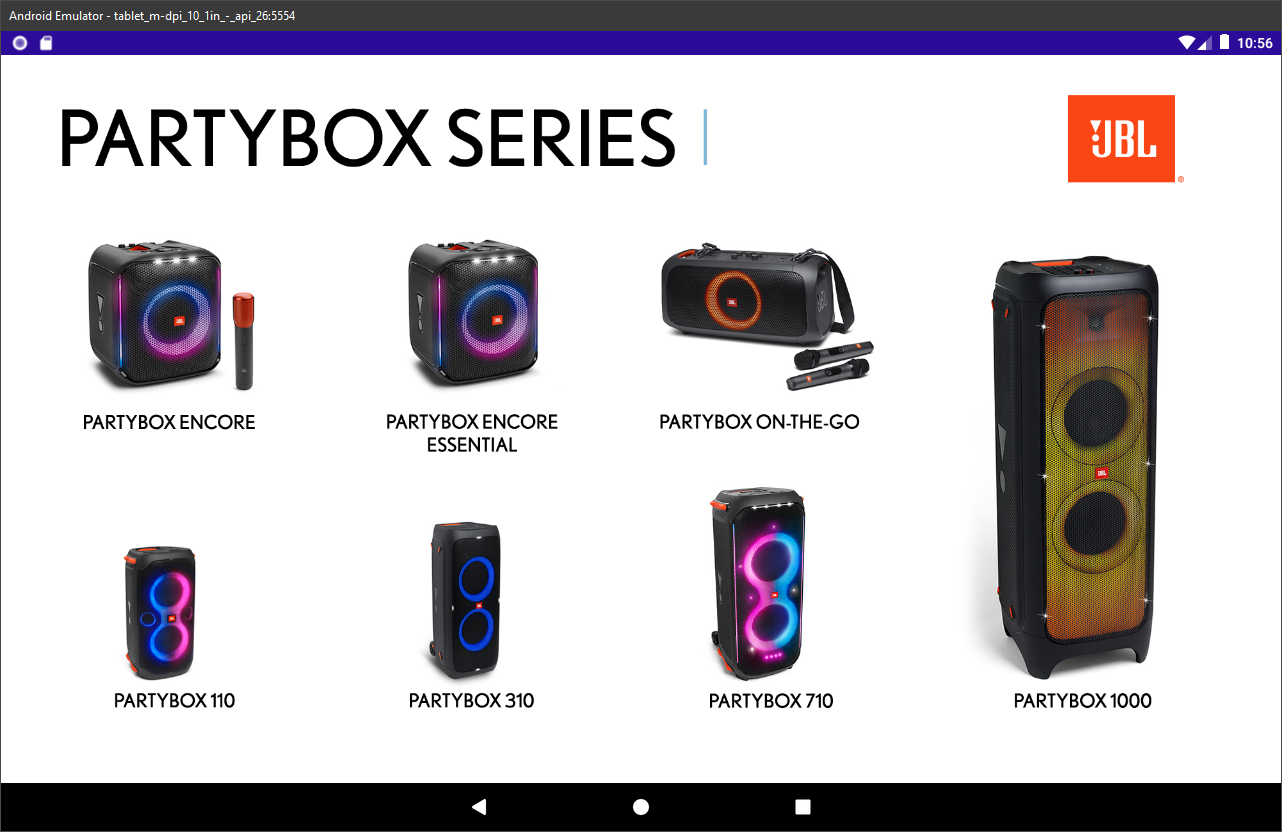 Android Emulator - tablet_m-dpi_10_1in_-_api_26:5554
10:56
PARTYBOX SERIES
JBL
®
PARTYBOX ENCORE
PARTYBOX ENCORE
ESSENTIAL
PARTYBOX ON-THE-GO
JBL
PARTYBOX 110
PARTYBOX 310
PARTYBOX 710
PARTYBOX 1000